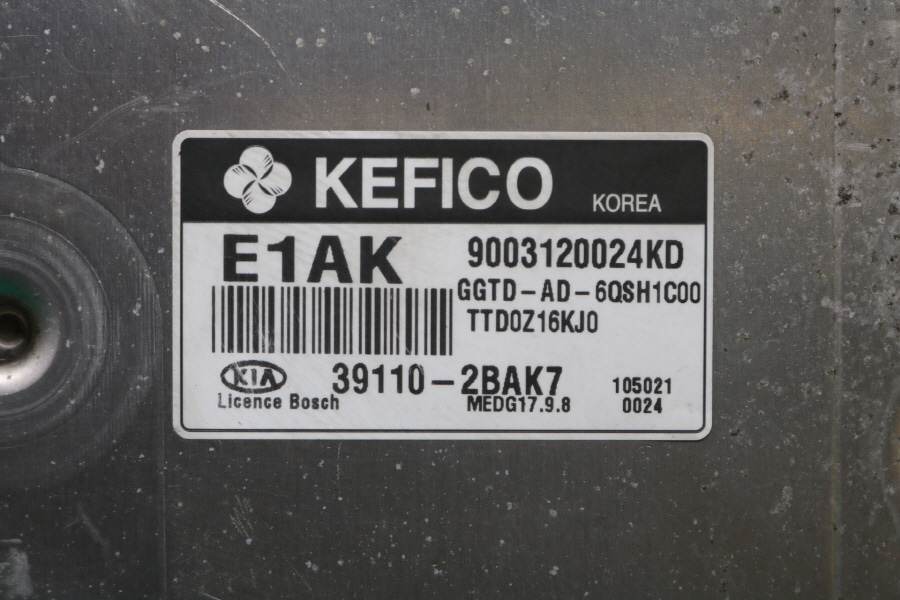 KEFICO KOREA
E1AK 9003120024KD
GGTD-AD-6QSH1C00
TTD0Z16KJ0
KIA 39110-2BAK7 105021
Licence Bosch MEDG17.9.8 0024